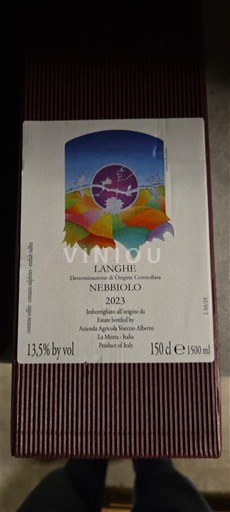 VINIOU
LANGHE
Denominazione di Origine Controllata
NEBBIOLO
2023
Imbottigliato all'origine da
Estate bottled by
Azienda Agricola Voerzio Alberto
La Morra - Italia
Product of Italy
13,5% by vol
150 cl e 1500 ml